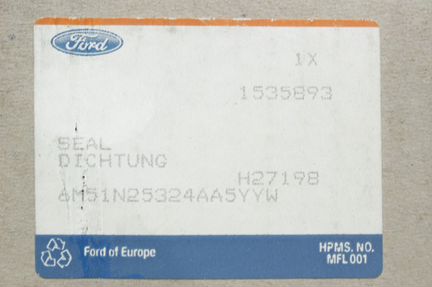 Ford
1X
1535893
SEAL
DICHTUNG
H27198
6M51N25324AA5YYW
Ford of Europe
HPMS. NO.
MFL 001